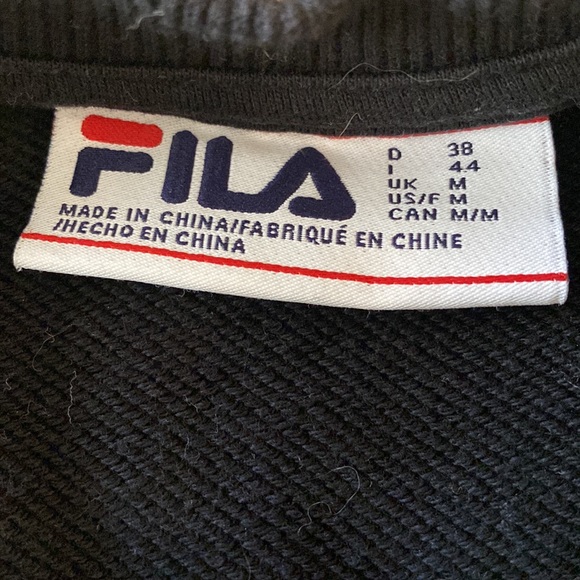 FILA
MADE IN CHINA/FABRIQUÉ EN CHINE
/HECHO EN CHINA
D 38
I 44
UK M
US/F M
CAN M/M